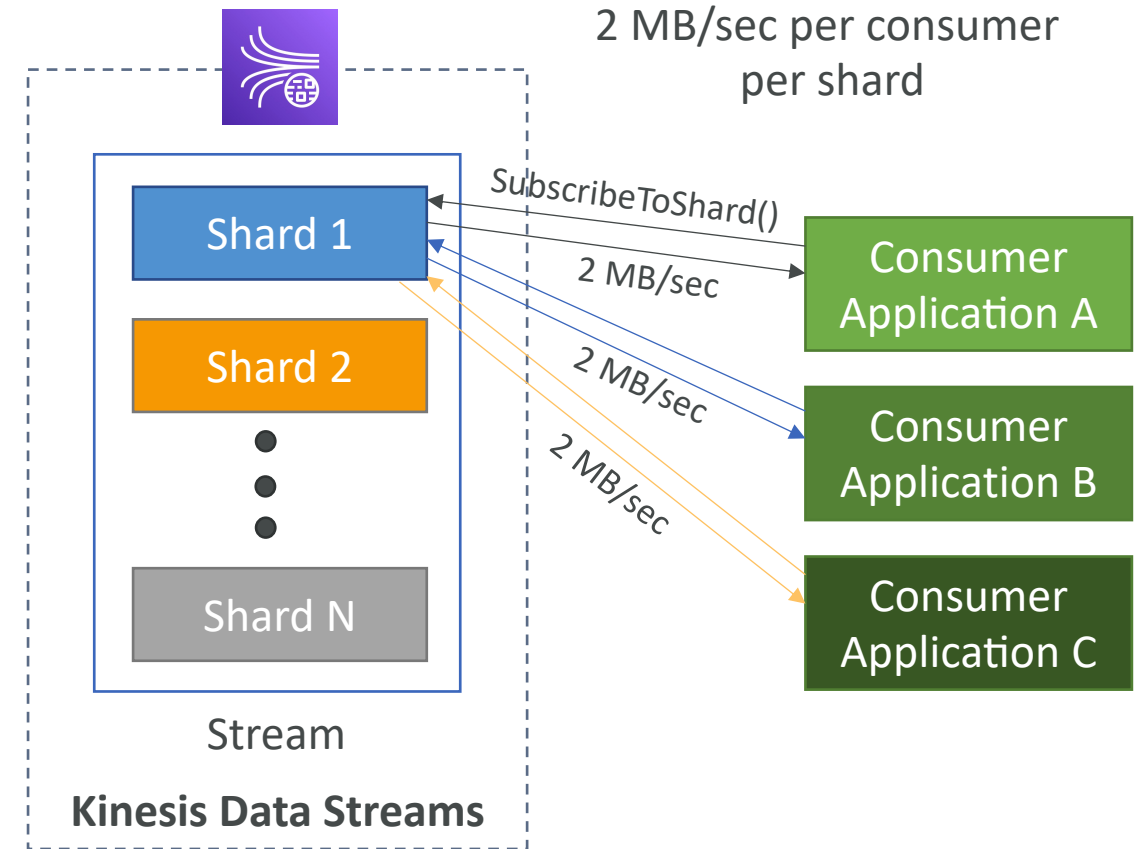 2 MB/sec per consumer
per shard
Shard 1
Shard 2
Shard N
Stream
Kinesis Data Streams
SubscribeToShard()
2 MB/sec
2 MB/sec
2 MB/sec
Consumer
Application A
Consumer
Application B
Consumer
Application C